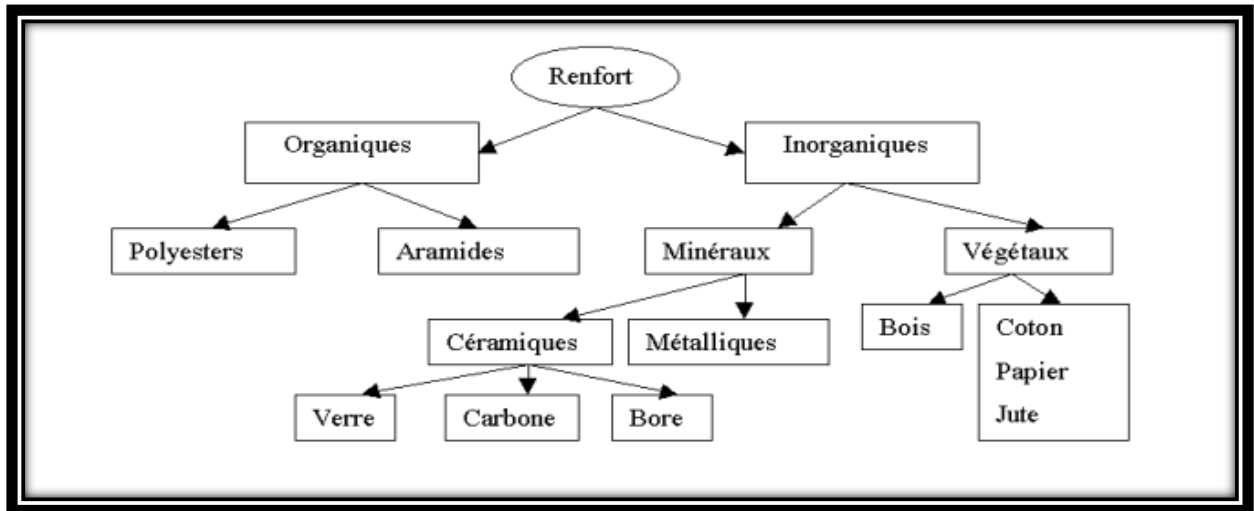 Renfort
Organiques
Inorganiques
Polyesters
Aramides
Minéraux
Végétaux
Céramiques
Métalliques
Bois
Coton
Papier
Jute
Verre
Carbone
Bore